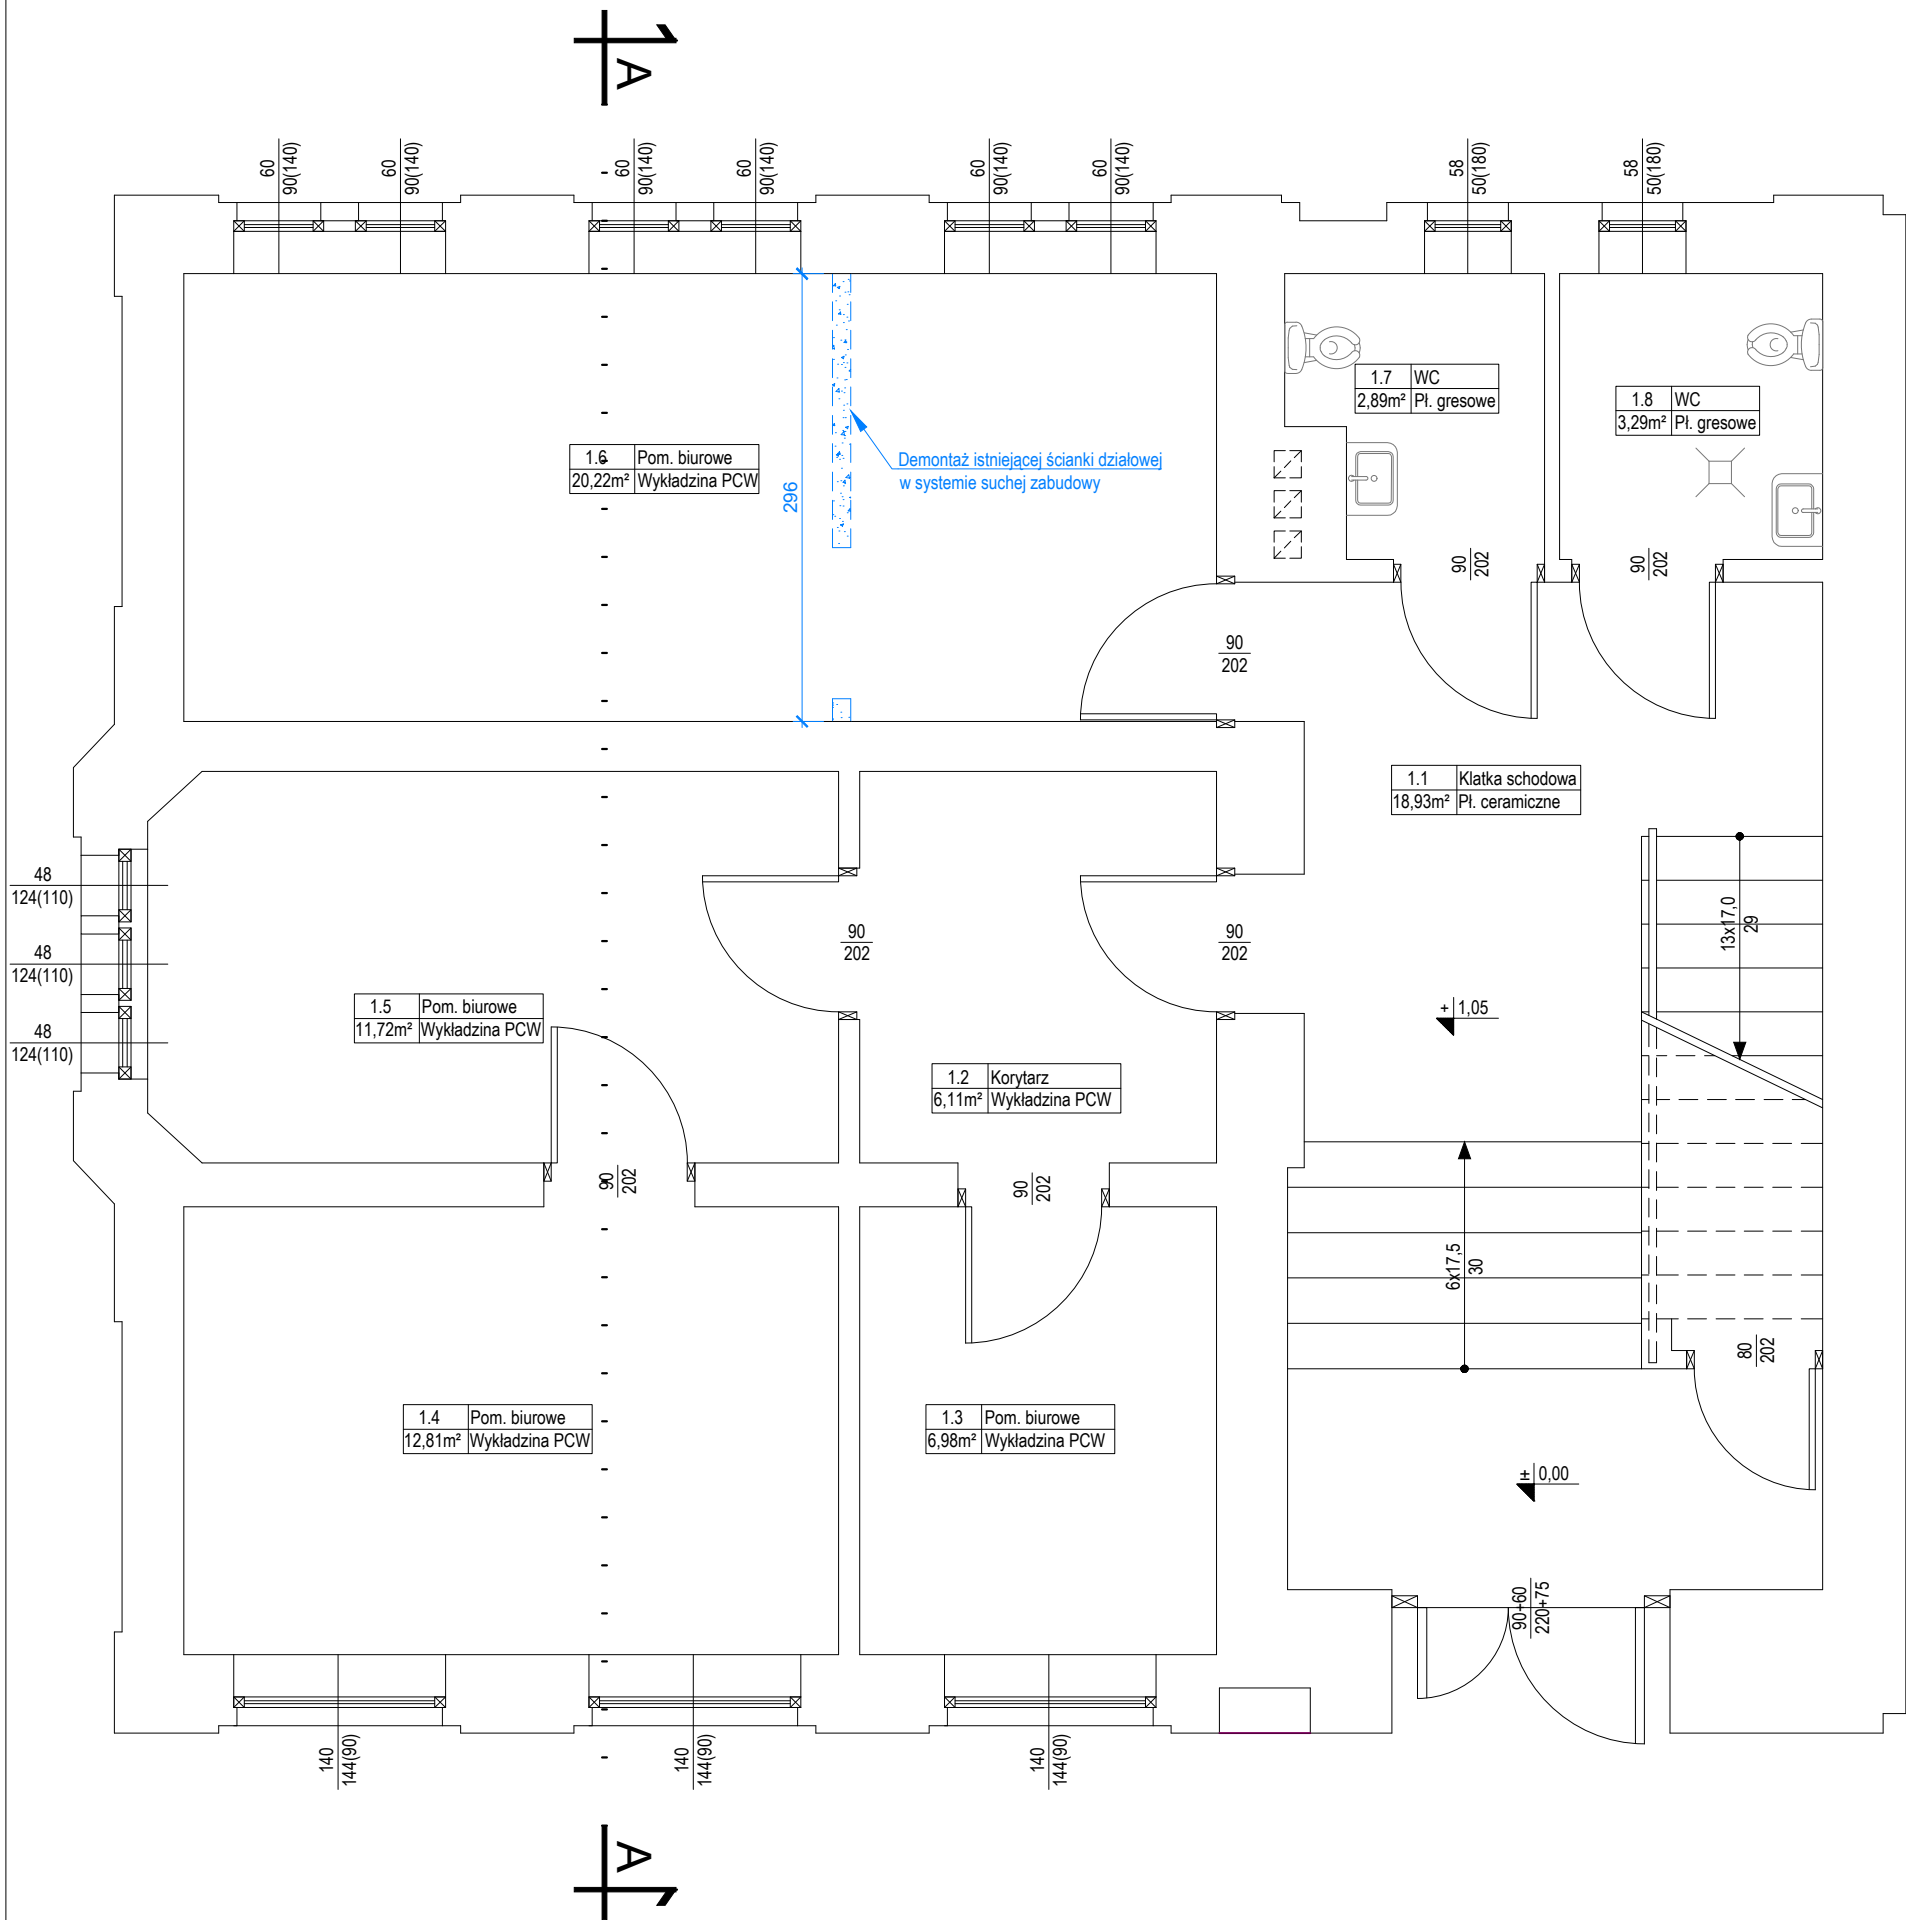 1
A
60
90(140)
60
90(140)
60
90(140)
60
90(140)
60
90(140)
60
90(140)
58
50(180)
58
50(180)
1.7 WC
2,89m² Pł. gresowe
1.8 WC
3,29m² Pł. gresowe
1.6 Pom. biurowe
20,22m² Wykładzina PCW
296
Demontaż istniejącej ścianki działowej
w systemie suchej zabudowy
90
202
90
202
90
202
1.1 Klatka schodowa
18,93m² Pł. ceramiczne
48
124(110)
48
124(110)
48
124(110)
90
202
90
202
13x17,0
29
1.5 Pom. biurowe
11,72m² Wykładzina PCW
+ 1,05
1.2 Korytarz
6,11m² Wykładzina PCW
90
202
90
202
6x17,5
30
80
202
1.4 Pom. biurowe
12,81m² Wykładzina PCW
1.3 Pom. biurowe
6,98m² Wykładzina PCW
± 0,00
90+60
220+75
140
144(90)
140
144(90)
140
144(90)
A
1